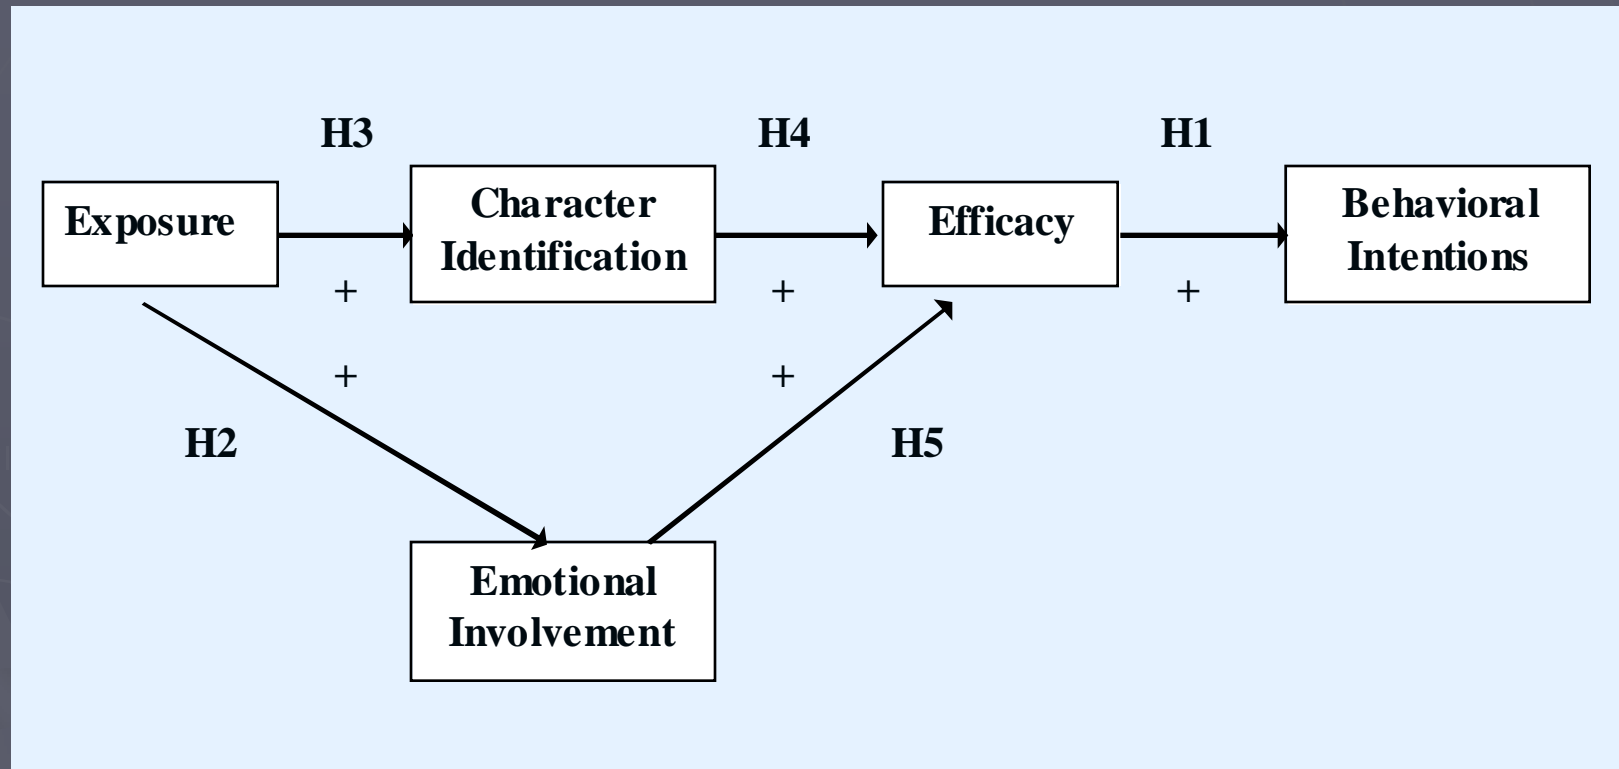 H3
H4
H1
Exposure
Character
Identification
Efficacy
Behavioral
Intentions
+
+
+
+
+
H2
H5
Emotional
Involvement